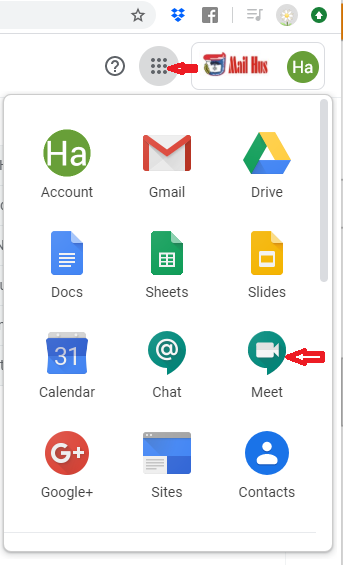 Mail Hus
Ha
Ha
Account
Gmail
Drive
Docs
Sheets
Slides
31
@
Calendar
Chat
Meet
G+
Google+
Sites
Contacts